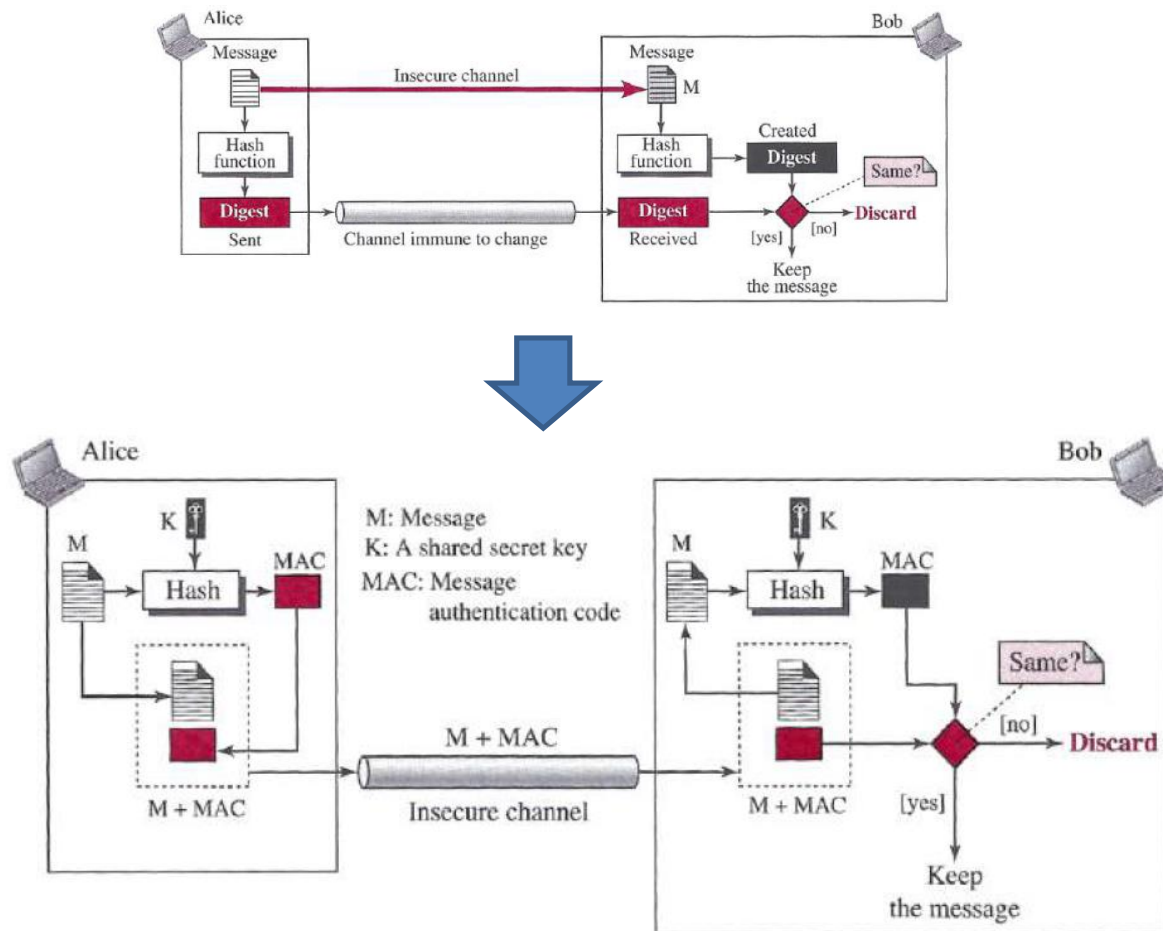 Alice
Bob
Message
Message
Insecure channel
M
Hash
function
Hash
function
Created
Digest
Same?
Digest
Sent
Channel immune to change
Digest
Received
[yes]
[no]
Discard
Keep
the message
Alice
Bob
K
M
Hash
MAC
M: Message
K: A shared secret key
MAC: Message
authentication code
K
M
Hash
MAC
Same?
M + MAC
M + MAC
Insecure channel
M + MAC
[no]
Discard
[yes]
Keep
the message